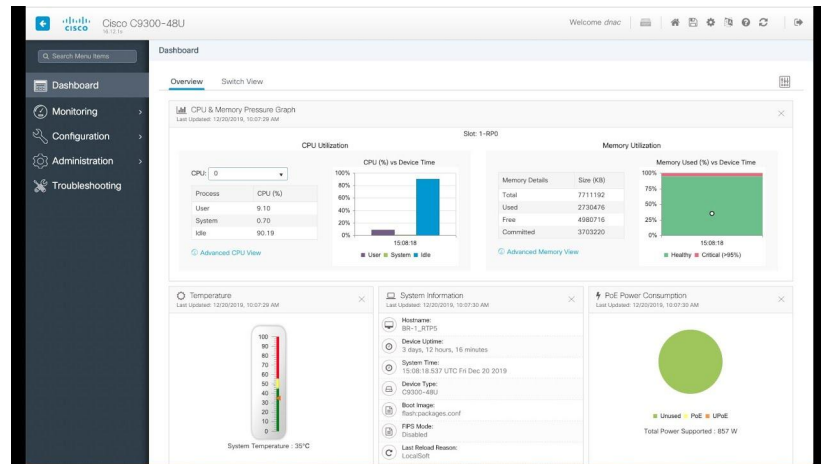 CISCO
Cisco C9300-48U
16.12.1s
Welcome dnac
Search Menu Items
Dashboard
Monitoring
Configuration
Administration
Troubleshooting
Dashboard
Overview
Switch View
CPU & Memory Pressure Graph
Last Updated: 12/20/2019, 10:07:29 AM
Slot: 1-RP0
CPU Utilization
CPU: 0
Process CPU (%)
User 9.10
System 0.70
Idle 90.19
Advanced CPU View
CPU (%) vs Device Time
100%
80%
60%
40%
20%
0%
15:08:18
User System Idle
Memory Utilization
Memory Details Size (KB)
Total 7711192
Used 2730476
Free 4980716
Committed 3703220
Advanced Memory View
Memory Used (%) vs Device Time
100%
75%
50%
25%
0%
15:08:18
Healthy Critical (>95%)
Temperature
Last Updated: 12/20/2019, 10:07:29 AM
100
90
80
70
60
50
40
30
20
10
0
System Temperature : 35°C
System Information
Last Updated: 12/20/2019, 10:07:30 AM
Hostname:
BR-1_RTP5
Device Uptime:
3 days, 12 hours, 16 minutes
System Time:
15:08:18.537 UTC Fri Dec 20 2019
Device Type:
C9300-48U
Boot Image:
flash:packages.conf
FIPS Mode:
Disabled
Last Reload Reason:
LocalSoft
PoE Power Consumption
Last Updated: 12/20/2019, 10:07:30 AM
Unused PoE UPoE
Total Power Supported : 857 W